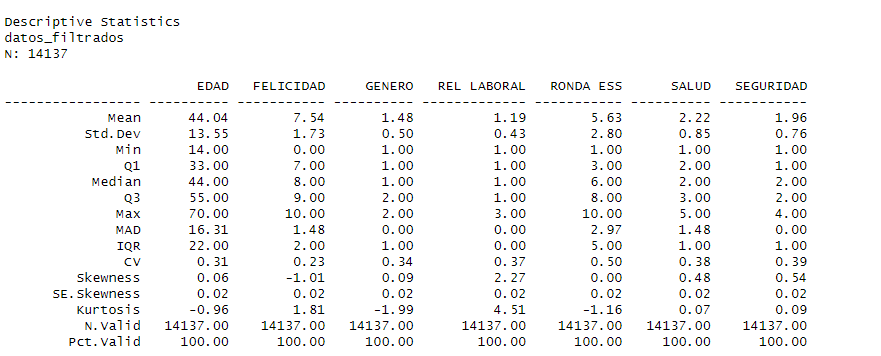 Descriptive Statistics
datos_filtrados
N: 14137
EDAD FELICIDAD GENERO REL LABORAL RONDA ESS SALUD SEGURIDAD
----------------- ---------- ----------- ---------- ------------- ----------- ---------- -----------
Mean 44.04 7.54 1.48 1.19 5.63 2.22 1.96
Std.Dev 13.55 1.73 0.50 0.43 2.80 0.85 0.76
Min 14.00 0.00 1.00 1.00 1.00 1.00 1.00
Q1 33.00 7.00 1.00 1.00 3.00 2.00 1.00
Median 44.00 8.00 1.00 1.00 6.00 2.00 2.00
Q3 55.00 9.00 2.00 1.00 8.00 3.00 2.00
Max 70.00 10.00 2.00 3.00 10.00 5.00 4.00
MAD 16.31 1.48 0.00 0.00 2.97 1.48 0.00
IQR 22.00 2.00 1.00 0.00 5.00 1.00 1.00
CV 0.31 0.23 0.34 0.37 0.50 0.38 0.39
Skewness 0.06 -1.01 0.09 2.27 0.00 0.48 0.54
SE.Skewness 0.02 0.02 0.02 0.02 0.02 0.02 0.02
Kurtosis -0.96 1.81 -1.99 4.51 -1.16 0.07 0.09
N.Valid 14137.00 14137.00 14137.00 14137.00 14137.00 14137.00 14137.00
Pct.Valid 100.00 100.00 100.00 100.00 100.00 100.00 100.00